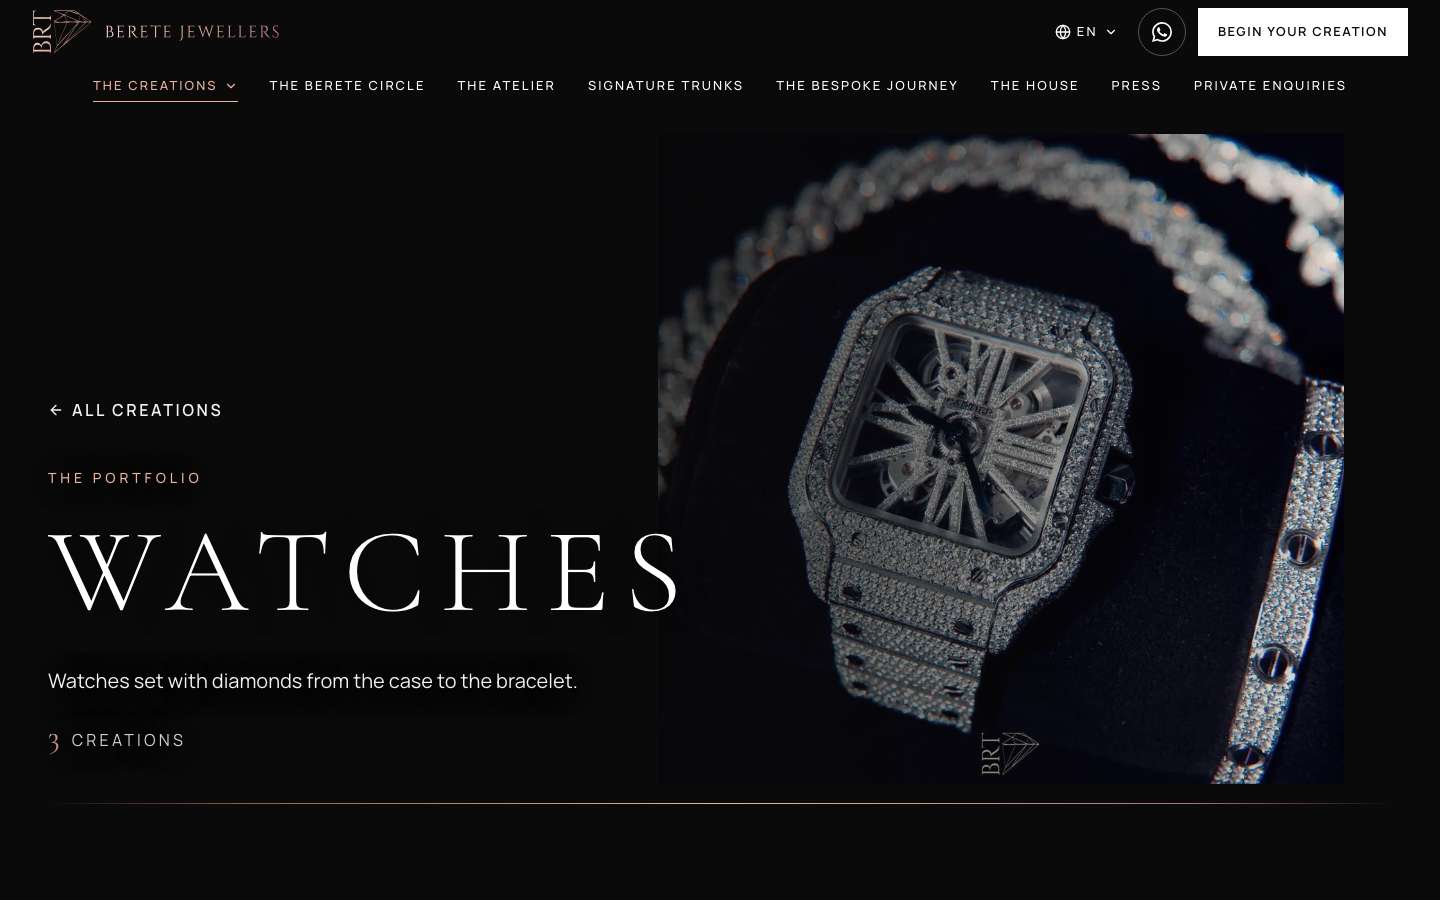 BRT
BERETE JEWELLERS
EN
BEGIN YOUR CREATION
THE CREATIONS
THE BERETE CIRCLE
THE ATELIER
SIGNATURE TRUNKS
THE BESPOKE JOURNEY
THE HOUSE
PRESS
PRIVATE ENQUIRIES
ALL CREATIONS
THE PORTFOLIO
WATCHES
Watches set with diamonds from the case to the bracelet.
3 CREATIONS
BRT